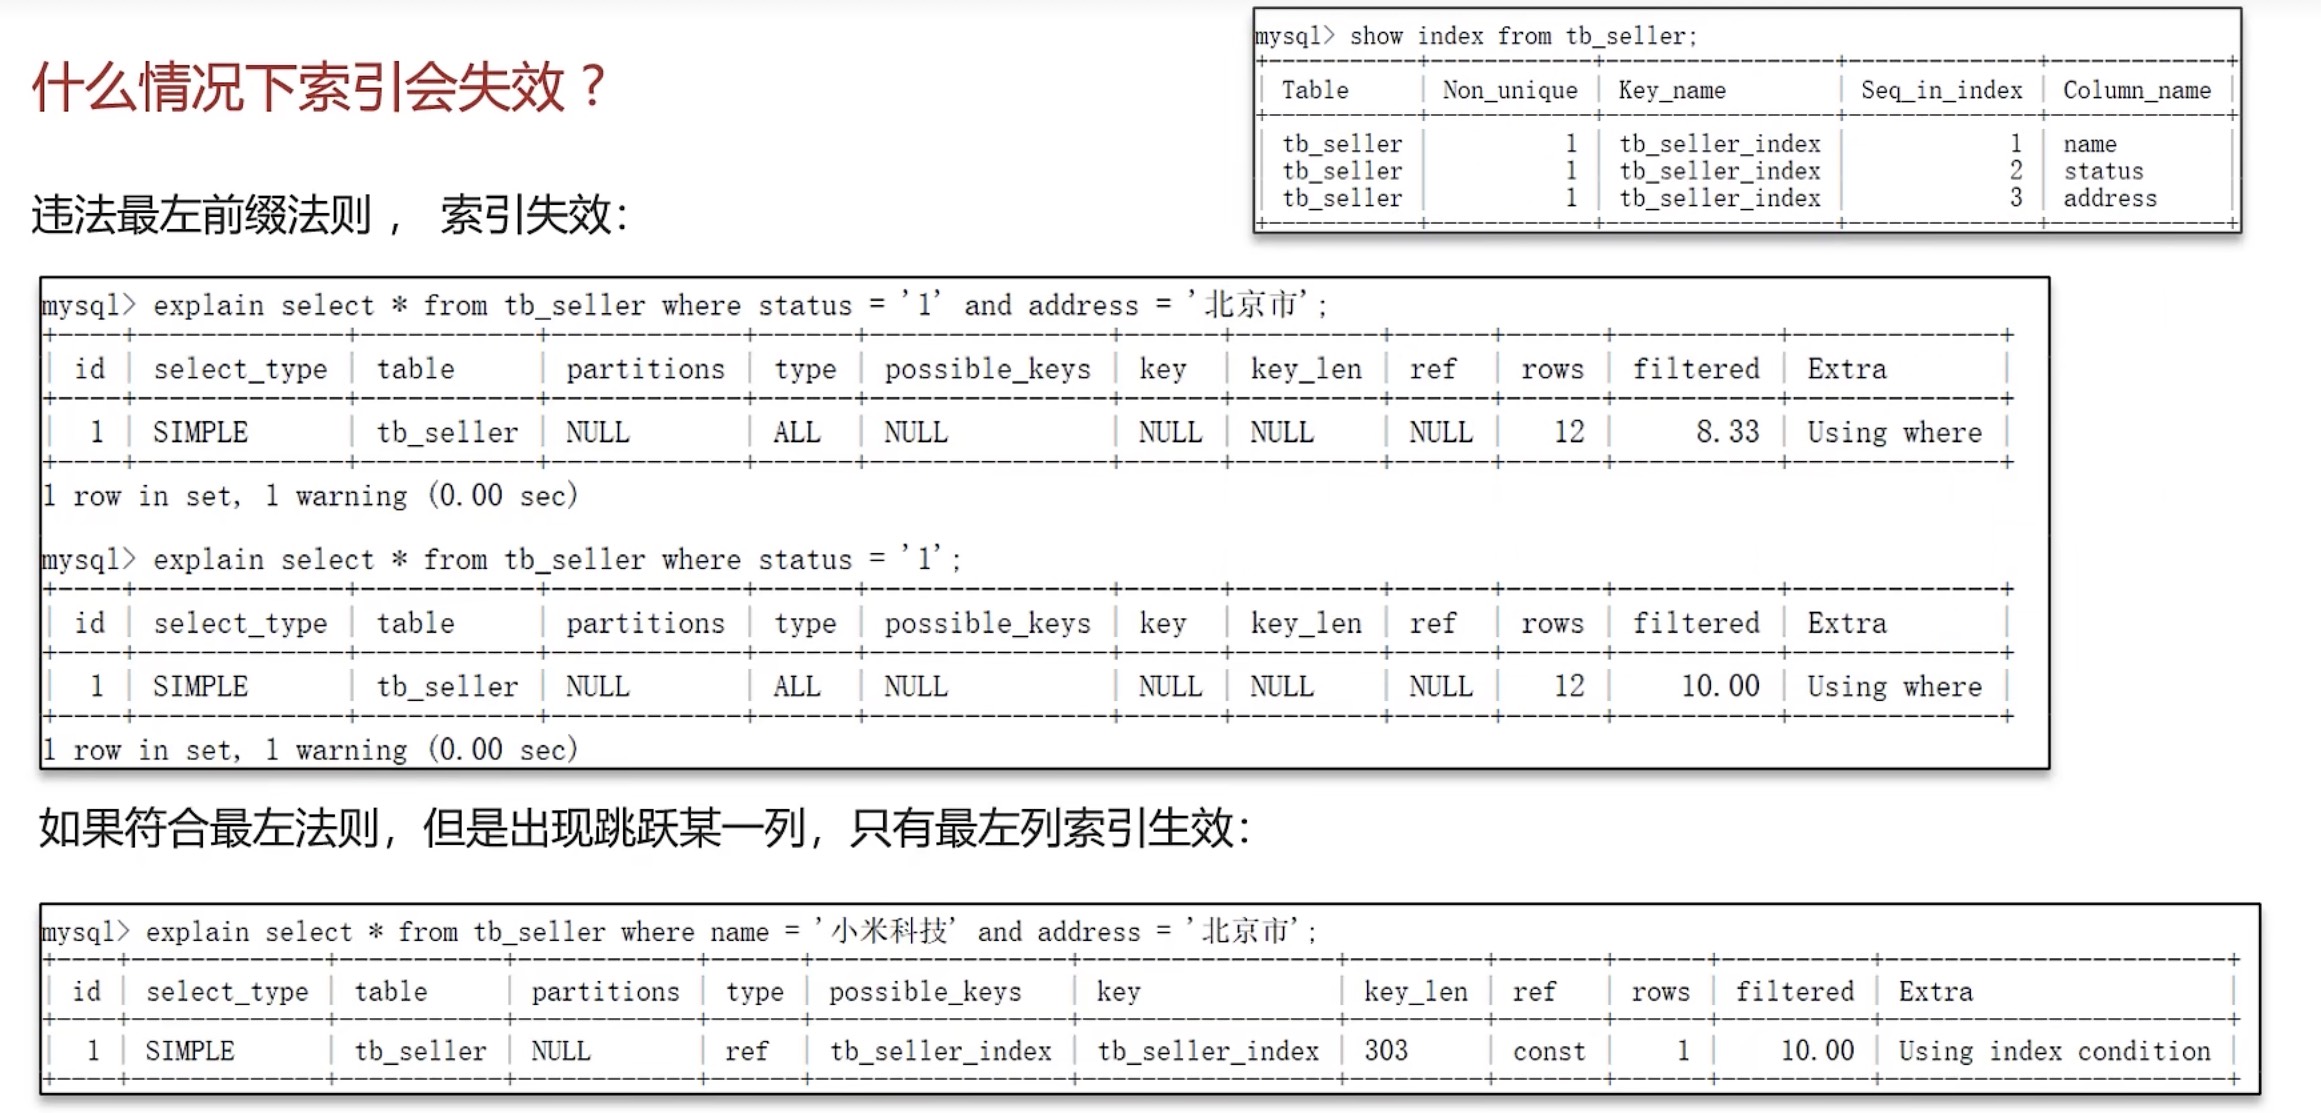 什么情况下索引会失效？
mysql> show index from tb_seller;
| Table | Non_unique | Key_name | Seq_in_index | Column_name |
| tb_seller | 1 | tb_seller_index | 1 | name |
| tb_seller | 1 | tb_seller_index | 2 | status |
| tb_seller | 1 | tb_seller_index | 3 | address |
违法最左前缀法则， 索引失效:
mysql> explain select * from tb_seller where status = '1' and address = '北京市';
| id | select_type | table | partitions | type | possible_keys | key | key_len | ref | rows | filtered | Extra |
| 1 | SIMPLE | tb_seller | NULL | ALL | NULL | NULL | NULL | NULL | 12 | 8.33 | Using where |
1 row in set, 1 warning (0.00 sec)
mysql> explain select * from tb_seller where status = '1';
| id | select_type | table | partitions | type | possible_keys | key | key_len | ref | rows | filtered | Extra |
| 1 | SIMPLE | tb_seller | NULL | ALL | NULL | NULL | NULL | NULL | 12 | 10.00 | Using where |
1 row in set, 1 warning (0.00 sec)
如果符合最左法则，但是出现跳跃某一列，只有最左列索引生效:
mysql> explain select * from tb_seller where name = '小米科技' and address = '北京市';
| id | select_type | table | partitions | type | possible_keys | key | key_len | ref | rows | filtered | Extra |
| 1 | SIMPLE | tb_seller | NULL | ref | tb_seller_index | tb_seller_index | 303 | const | 1 | 10.00 | Using index condition |